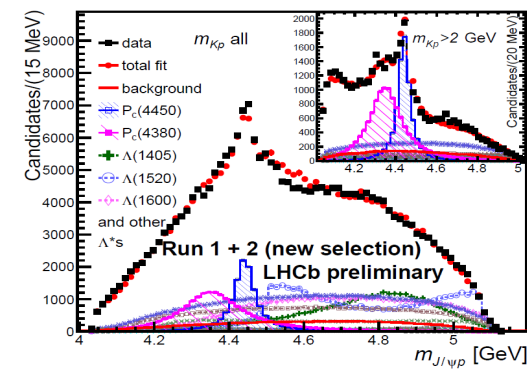 Candidates/(15 MeV)
9000
8000
7000
6000
5000
4000
3000
2000
1000
0
data
total fit
background
P_c(4450)
P_c(4380)
Λ(1405)
Λ(1520)
Λ(1600)
and other
Λ*s
m_Kp all
Candidates/(20 MeV)
2000
1800
1600
1400
1200
1000
800
600
400
200
0
m_Kp>2 GeV
4.2 4.4 4.6 4.8 5
Run 1 + 2 (new selection)
LHCb preliminary
4 4.2 4.4 4.6 4.8 5
m_J/ψp [GeV]